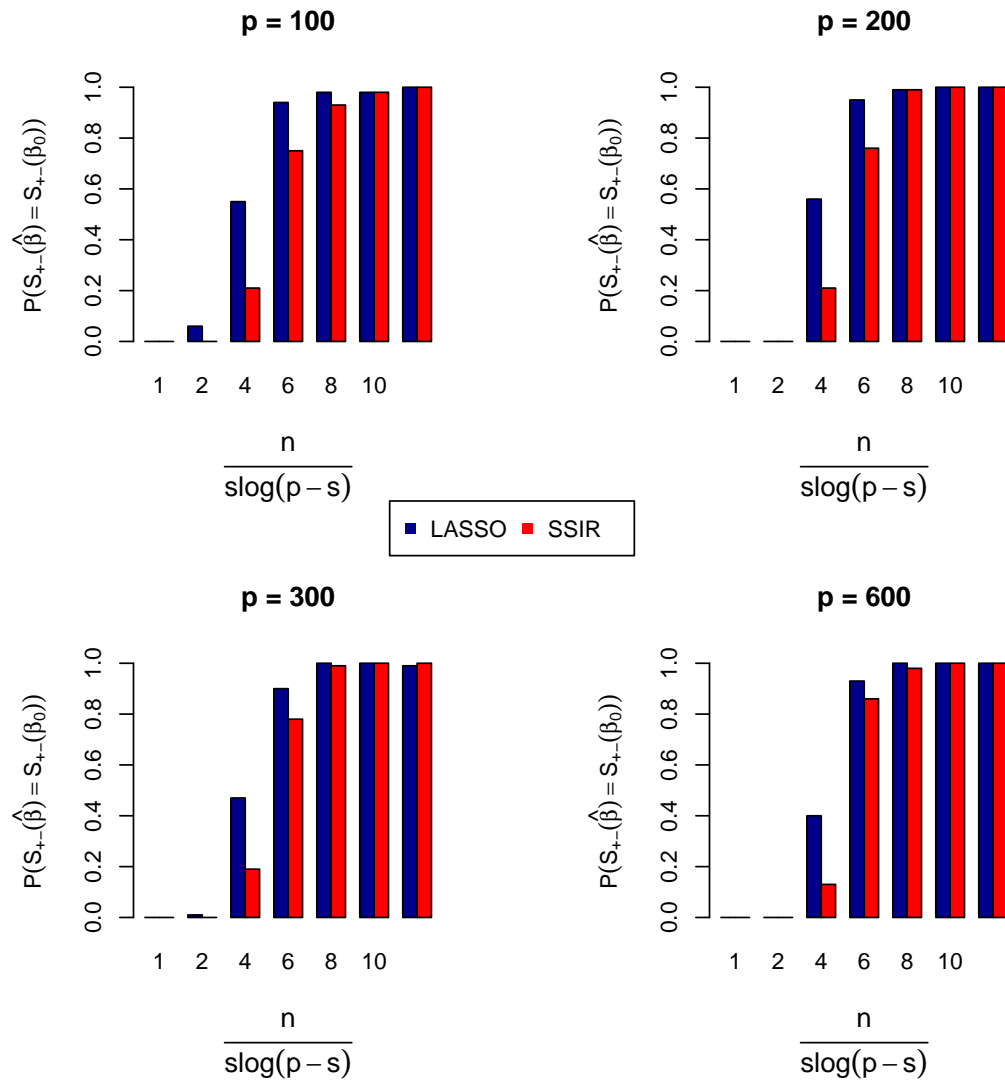 p = 100
P(S+−(β̂) = S+−(β0))
0.0 0.2 0.4 0.6 0.8 1.0
1 2 4 6 8 10
n
slog(p − s)
p = 200
P(S+−(β̂) = S+−(β0))
0.0 0.2 0.4 0.6 0.8 1.0
1 2 4 6 8 10
n
slog(p − s)
LASSO SSIR
p = 300
P(S+−(β̂) = S+−(β0))
0.0 0.2 0.4 0.6 0.8 1.0
1 2 4 6 8 10
n
slog(p − s)
p = 600
P(S+−(β̂) = S+−(β0))
0.0 0.2 0.4 0.6 0.8 1.0
1 2 4 6 8 10
n
slog(p − s)